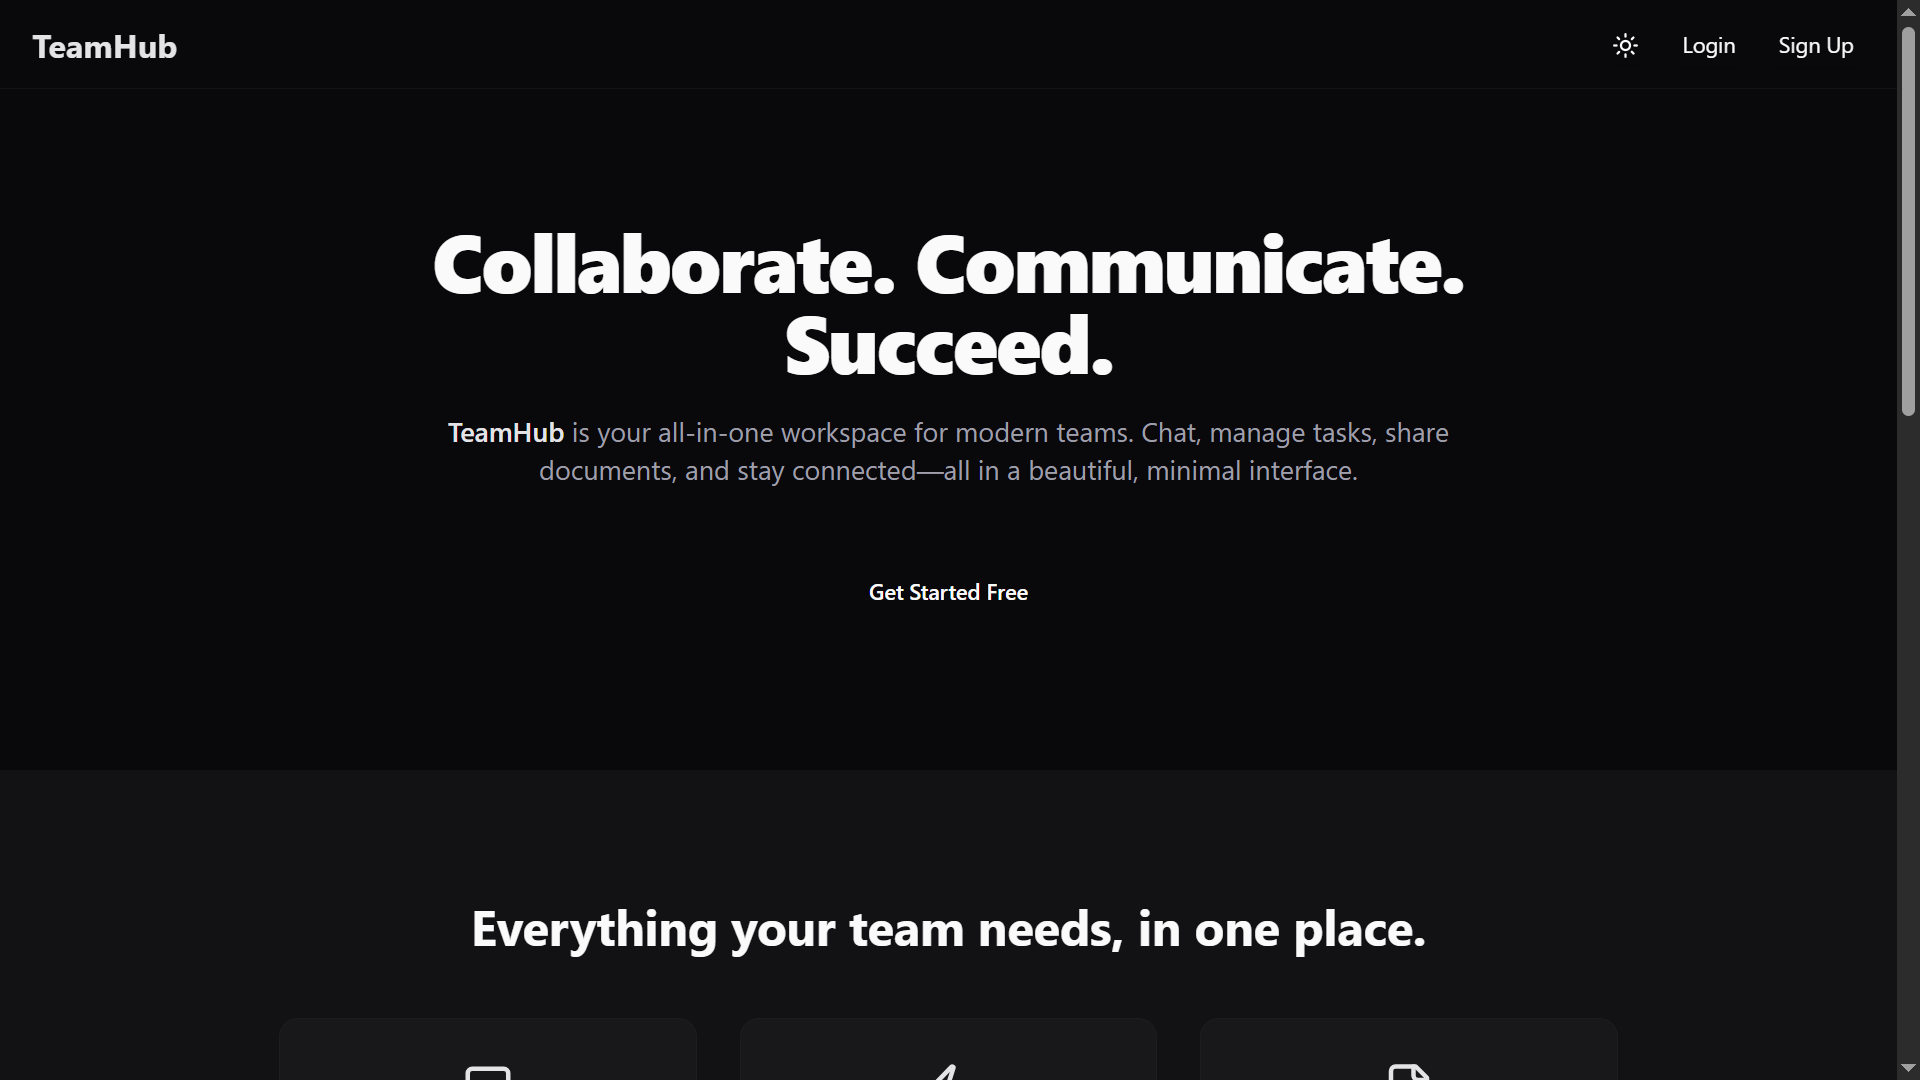 TeamHub
Login
Sign Up
Collaborate. Communicate.
Succeed.
TeamHub is your all-in-one workspace for modern teams. Chat, manage tasks, share
documents, and stay connected—all in a beautiful, minimal interface.
Get Started Free
Everything your team needs, in one place.